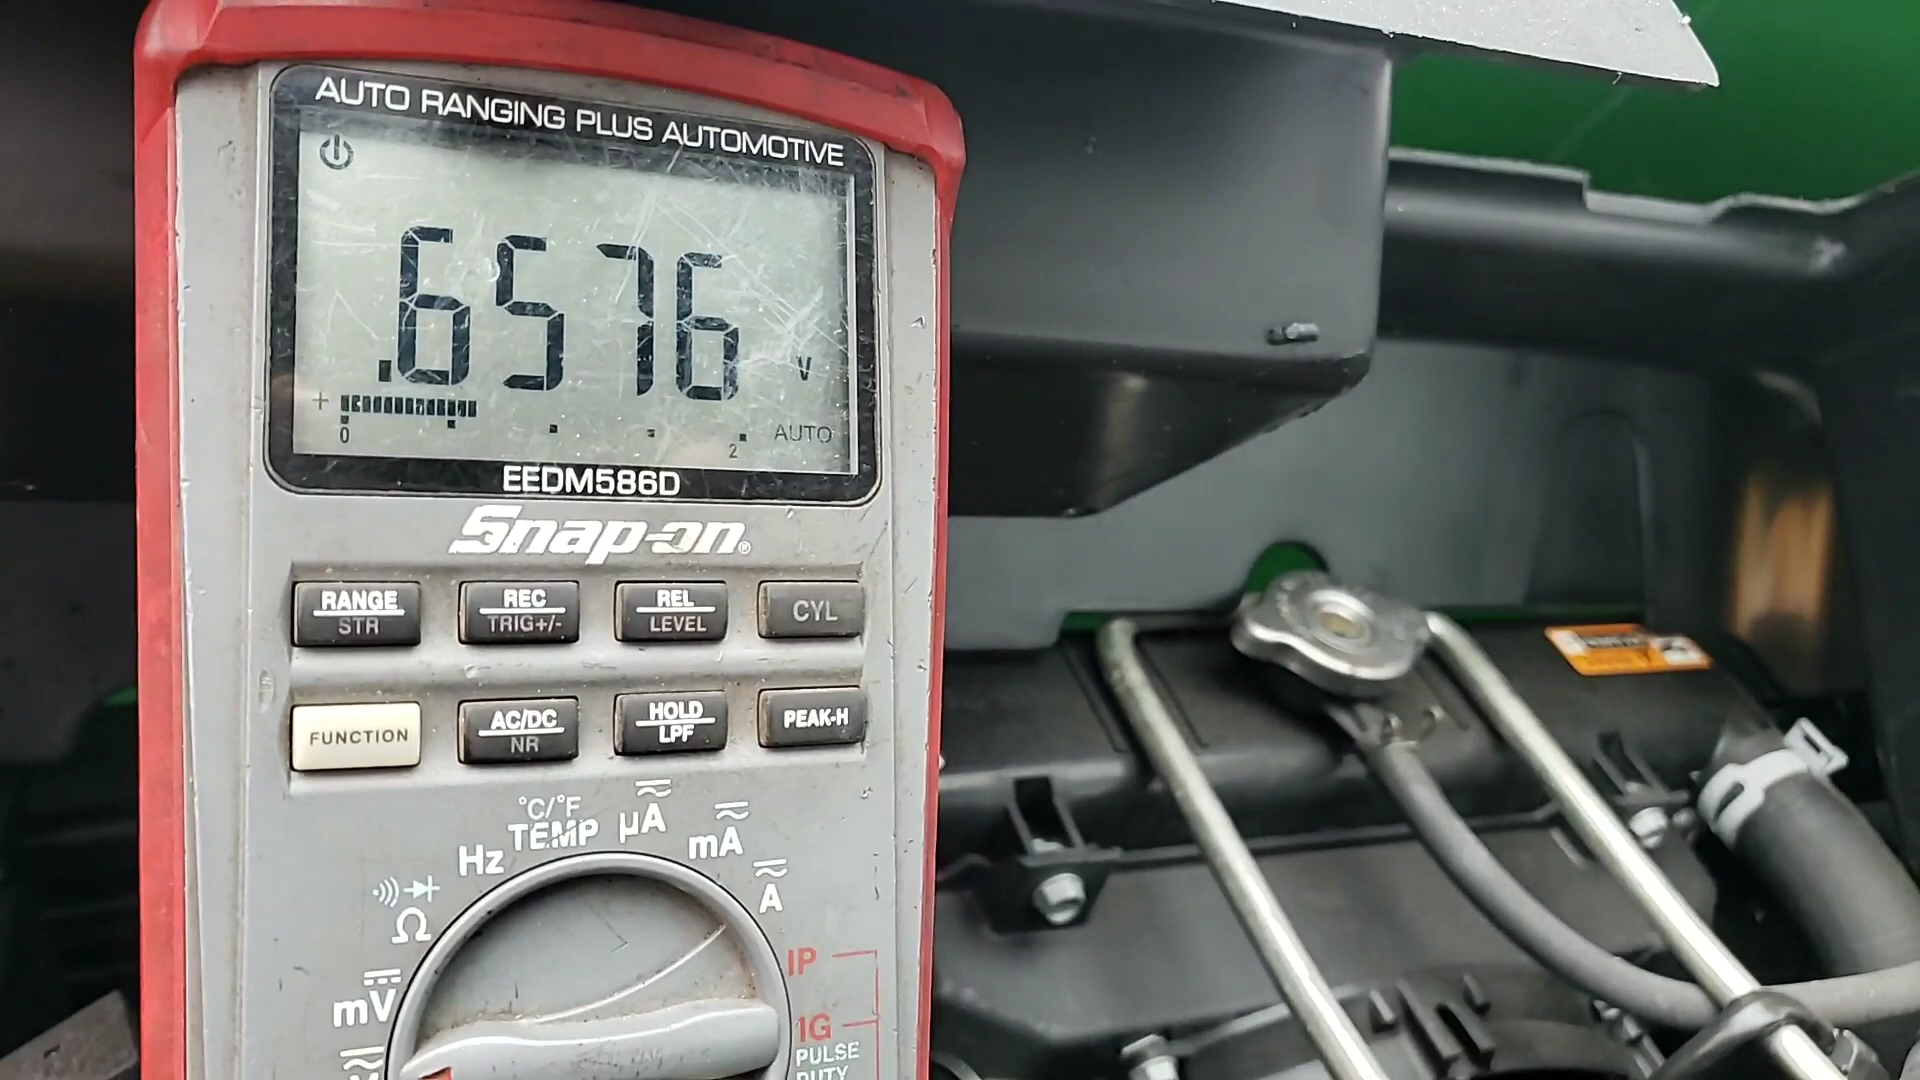 AUTO RANGING PLUS AUTOMOTIVE
.6576 V
+
0 2 AUTO
EEDM586D
Snap-on®
RANGE STR
REC TRIG+/-
REL LEVEL
CYL
FUNCTION
AC/DC NR
HOLD LPF
PEAK-H
°C/°F
TEMP
µA
Hz
mA
A
Ω
IP
mV
IG
PULSE
DUTY